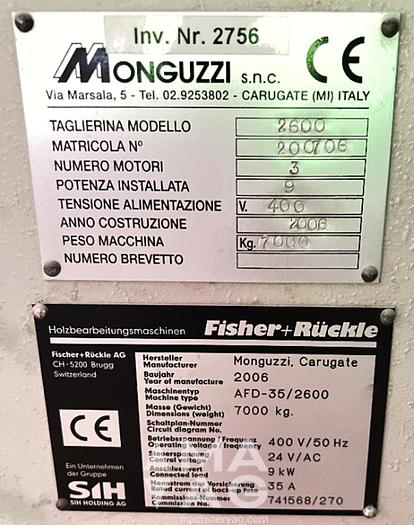 Inv. Nr. 2756
MONGUZZI s.n.c. CE
Via Marsala, 5 - Tel. 02.9253802 - CARUGATE (MI) ITALY
TAGLIERINA MODELLO 2600
MATRICOLA N° 200706
NUMERO MOTORI 3
POTENZA INSTALLATA 9
TENSIONE ALIMENTAZIONE V. 400
ANNO COSTRUZIONE 2006
PESO MACCHINA Kg. 7000
NUMERO BREVETTO
Holzbearbeitungsmaschinen Fisher+Rückle
Fischer+Rückle AG
CH-5200 Brugg
Switzerland
CE
Ein Unternehmen
der Gruppe
SIH
SIH HOLDING AG
Hersteller
Manufacturer Monguzzi, Carugate
Baujahr
Year of manufacture 2006
Maschinentyp
Machine type AFD-35/2600
Masse (Gewicht)
Dimensions (weight) 7000 kg.
Schaltplan-Nummer
Circuit diagram No.
Betriebsspannung / Frequenz
Operating voltage / Frequency 400 V/50 Hz
Steuerspannung
Control voltage 24 V/AC
Anschlusswert
Connected load 9 kW
Nennstrom der Vorsicherung
Rated current of back-up fuse 35 A
Kommissions-Nummer
Commission-Number 741568/270
MA
machineryag.com